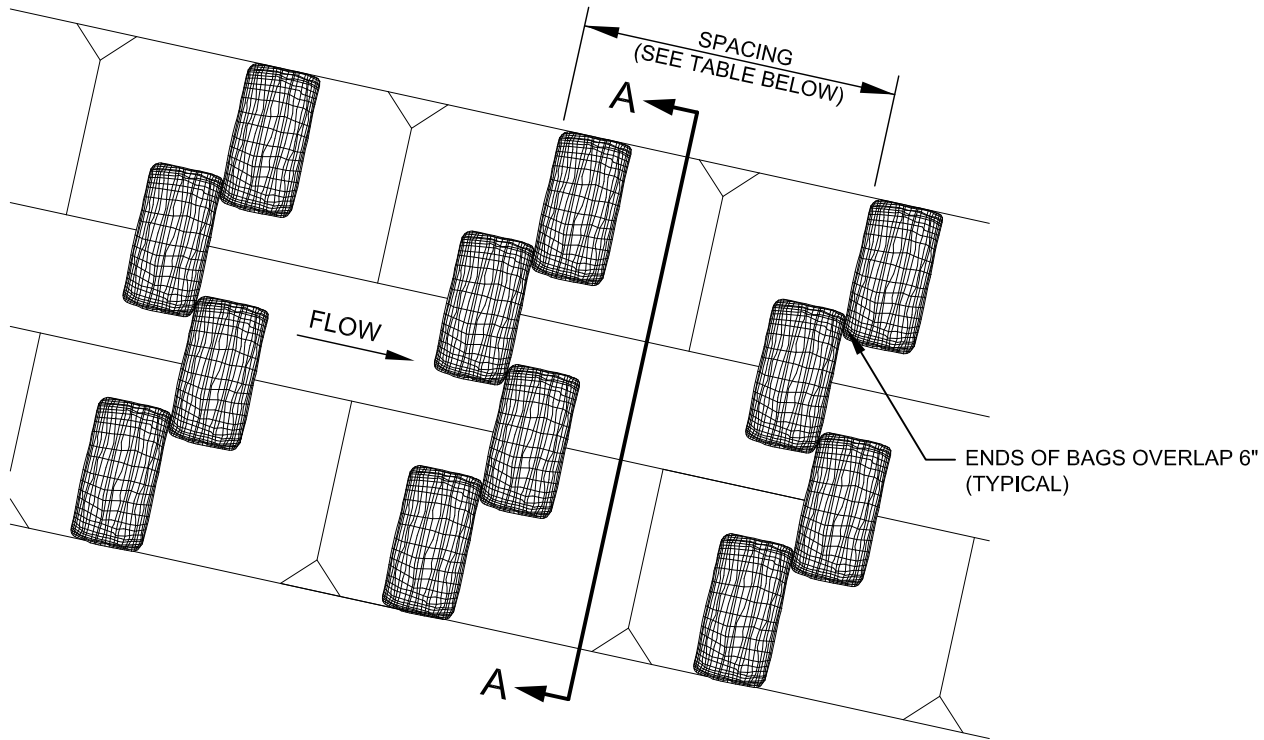 SPACING
(SEE TABLE BELOW)
A
FLOW
ENDS OF BAGS OVERLAP 6"
(TYPICAL)
A